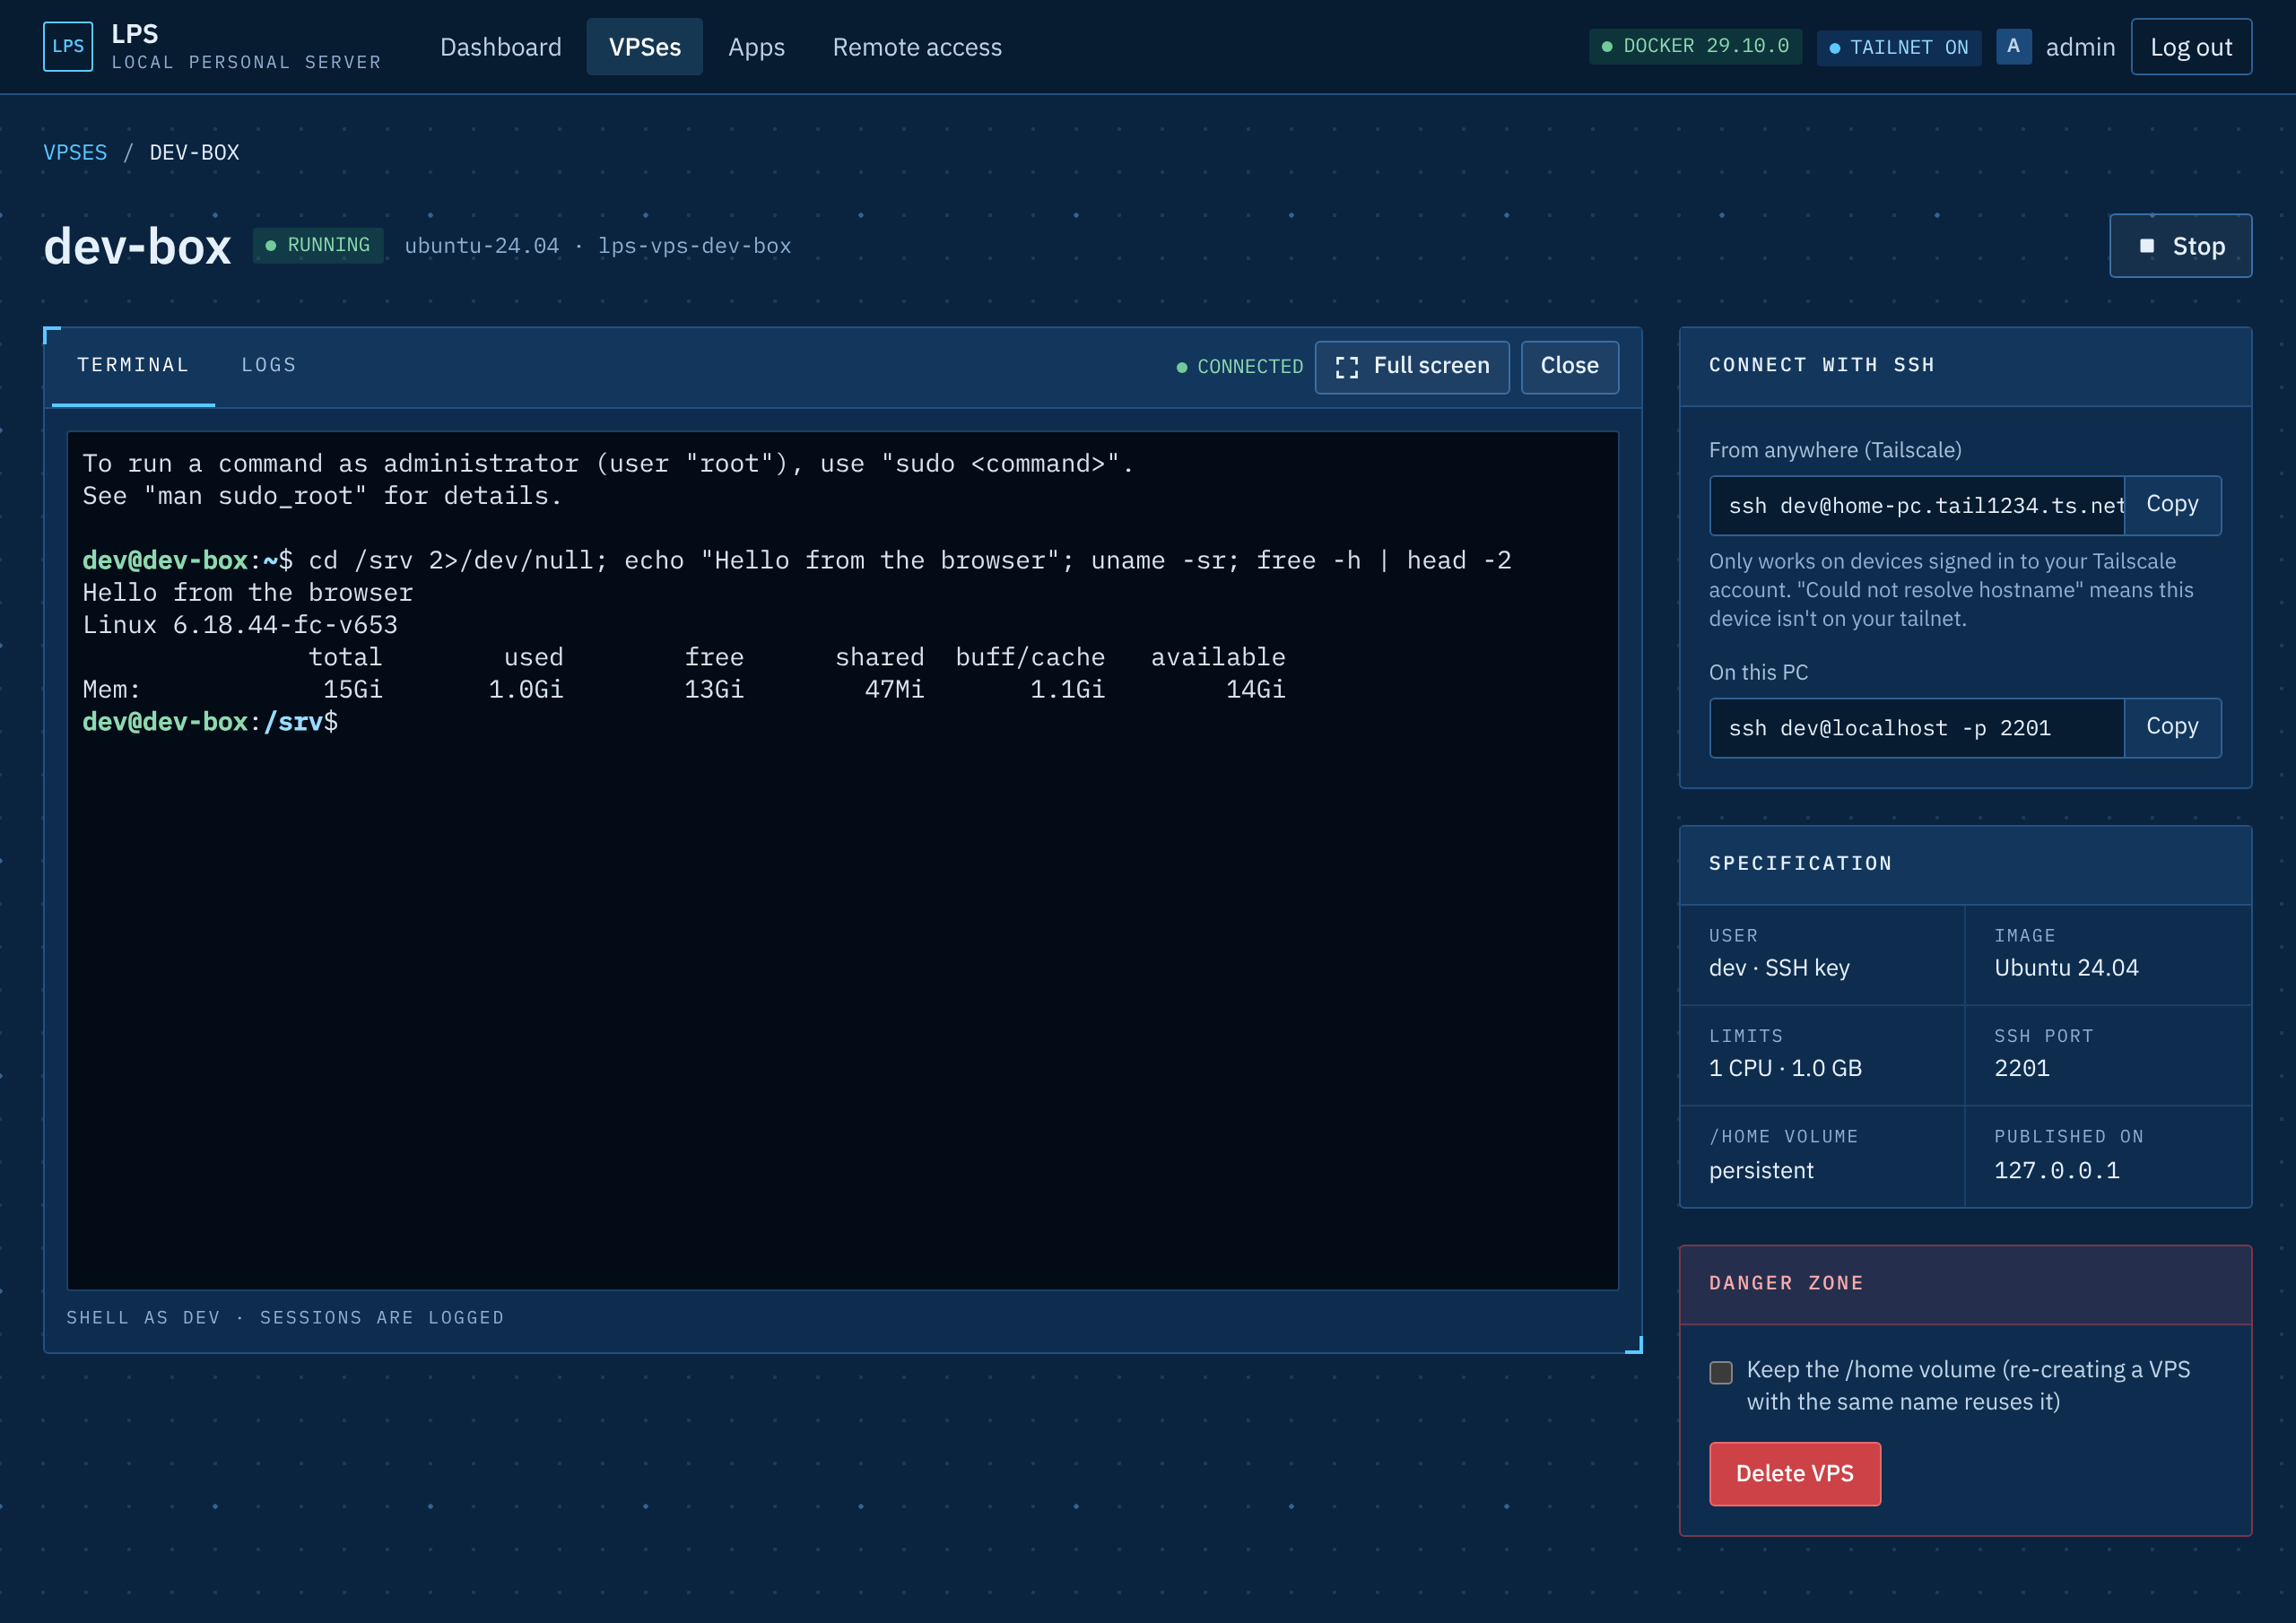 LPS
LPS
LOCAL PERSONAL SERVER
Dashboard
VPSes
Apps
Remote access
DOCKER 29.10.0
TAILNET ON
A
admin
Log out
VPSES / DEV-BOX
dev-box
RUNNING
ubuntu-24.04 · lps-vps-dev-box
Stop
TERMINAL
LOGS
CONNECTED
Full screen
Close
To run a command as administrator (user "root"), use "sudo <command>".
See "man sudo_root" for details.
dev@dev-box:~$ cd /srv 2>/dev/null; echo "Hello from the browser"; uname -sr; free -h | head -2
Hello from the browser
Linux 6.18.44-fc-v653
total used free shared buff/cache available
Mem: 15Gi 1.0Gi 13Gi 47Mi 1.1Gi 14Gi
dev@dev-box:/srv$
SHELL AS DEV · SESSIONS ARE LOGGED
CONNECT WITH SSH
From anywhere (Tailscale)
ssh dev@home-pc.tail1234.ts.net
Copy
Only works on devices signed in to your Tailscale
account. "Could not resolve hostname" means this
device isn't on your tailnet.
On this PC
ssh dev@localhost -p 2201
Copy
SPECIFICATION
USER
dev · SSH key
IMAGE
Ubuntu 24.04
LIMITS
1 CPU · 1.0 GB
SSH PORT
2201
/HOME VOLUME
persistent
PUBLISHED ON
127.0.0.1
DANGER ZONE
Keep the /home volume (re-creating a VPS
with the same name reuses it)
Delete VPS